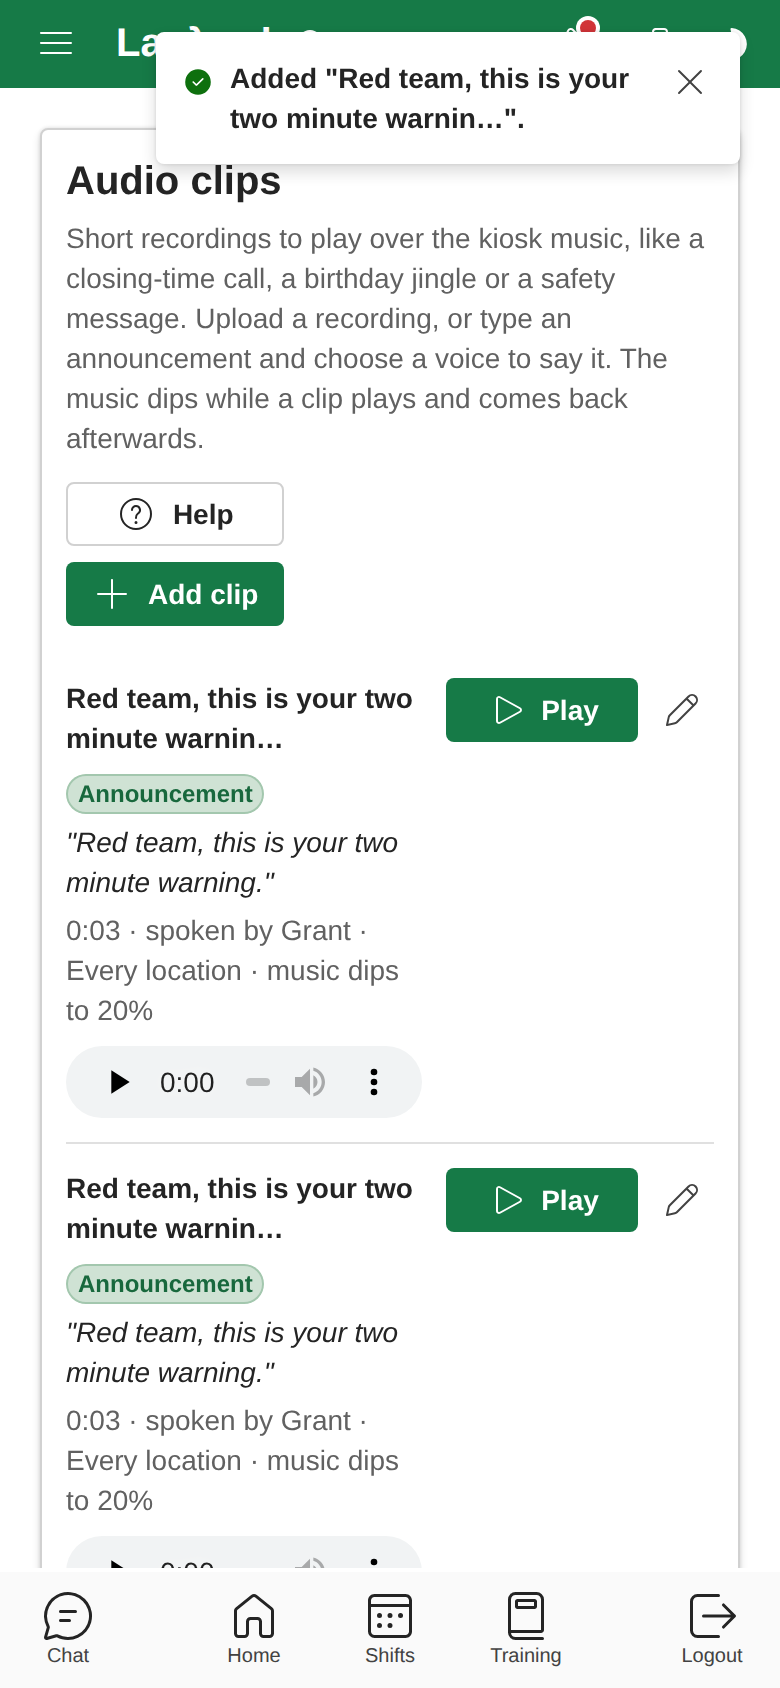 Added "Red team, this is your
two minute warnin…".
Audio clips
Short recordings to play over the kiosk music, like a
closing-time call, a birthday jingle or a safety
message. Upload a recording, or type an
announcement and choose a voice to say it. The
music dips while a clip plays and comes back
afterwards.
Help
Add clip
Red team, this is your two
minute warnin…
Play
Announcement
"Red team, this is your two
minute warning."
0:03 · spoken by Grant ·
Every location · music dips
to 20%
0:00
Red team, this is your two
minute warnin…
Play
Announcement
"Red team, this is your two
minute warning."
0:03 · spoken by Grant ·
Every location · music dips
to 20%
0:00
Chat
Home
Shifts
Training
Logout